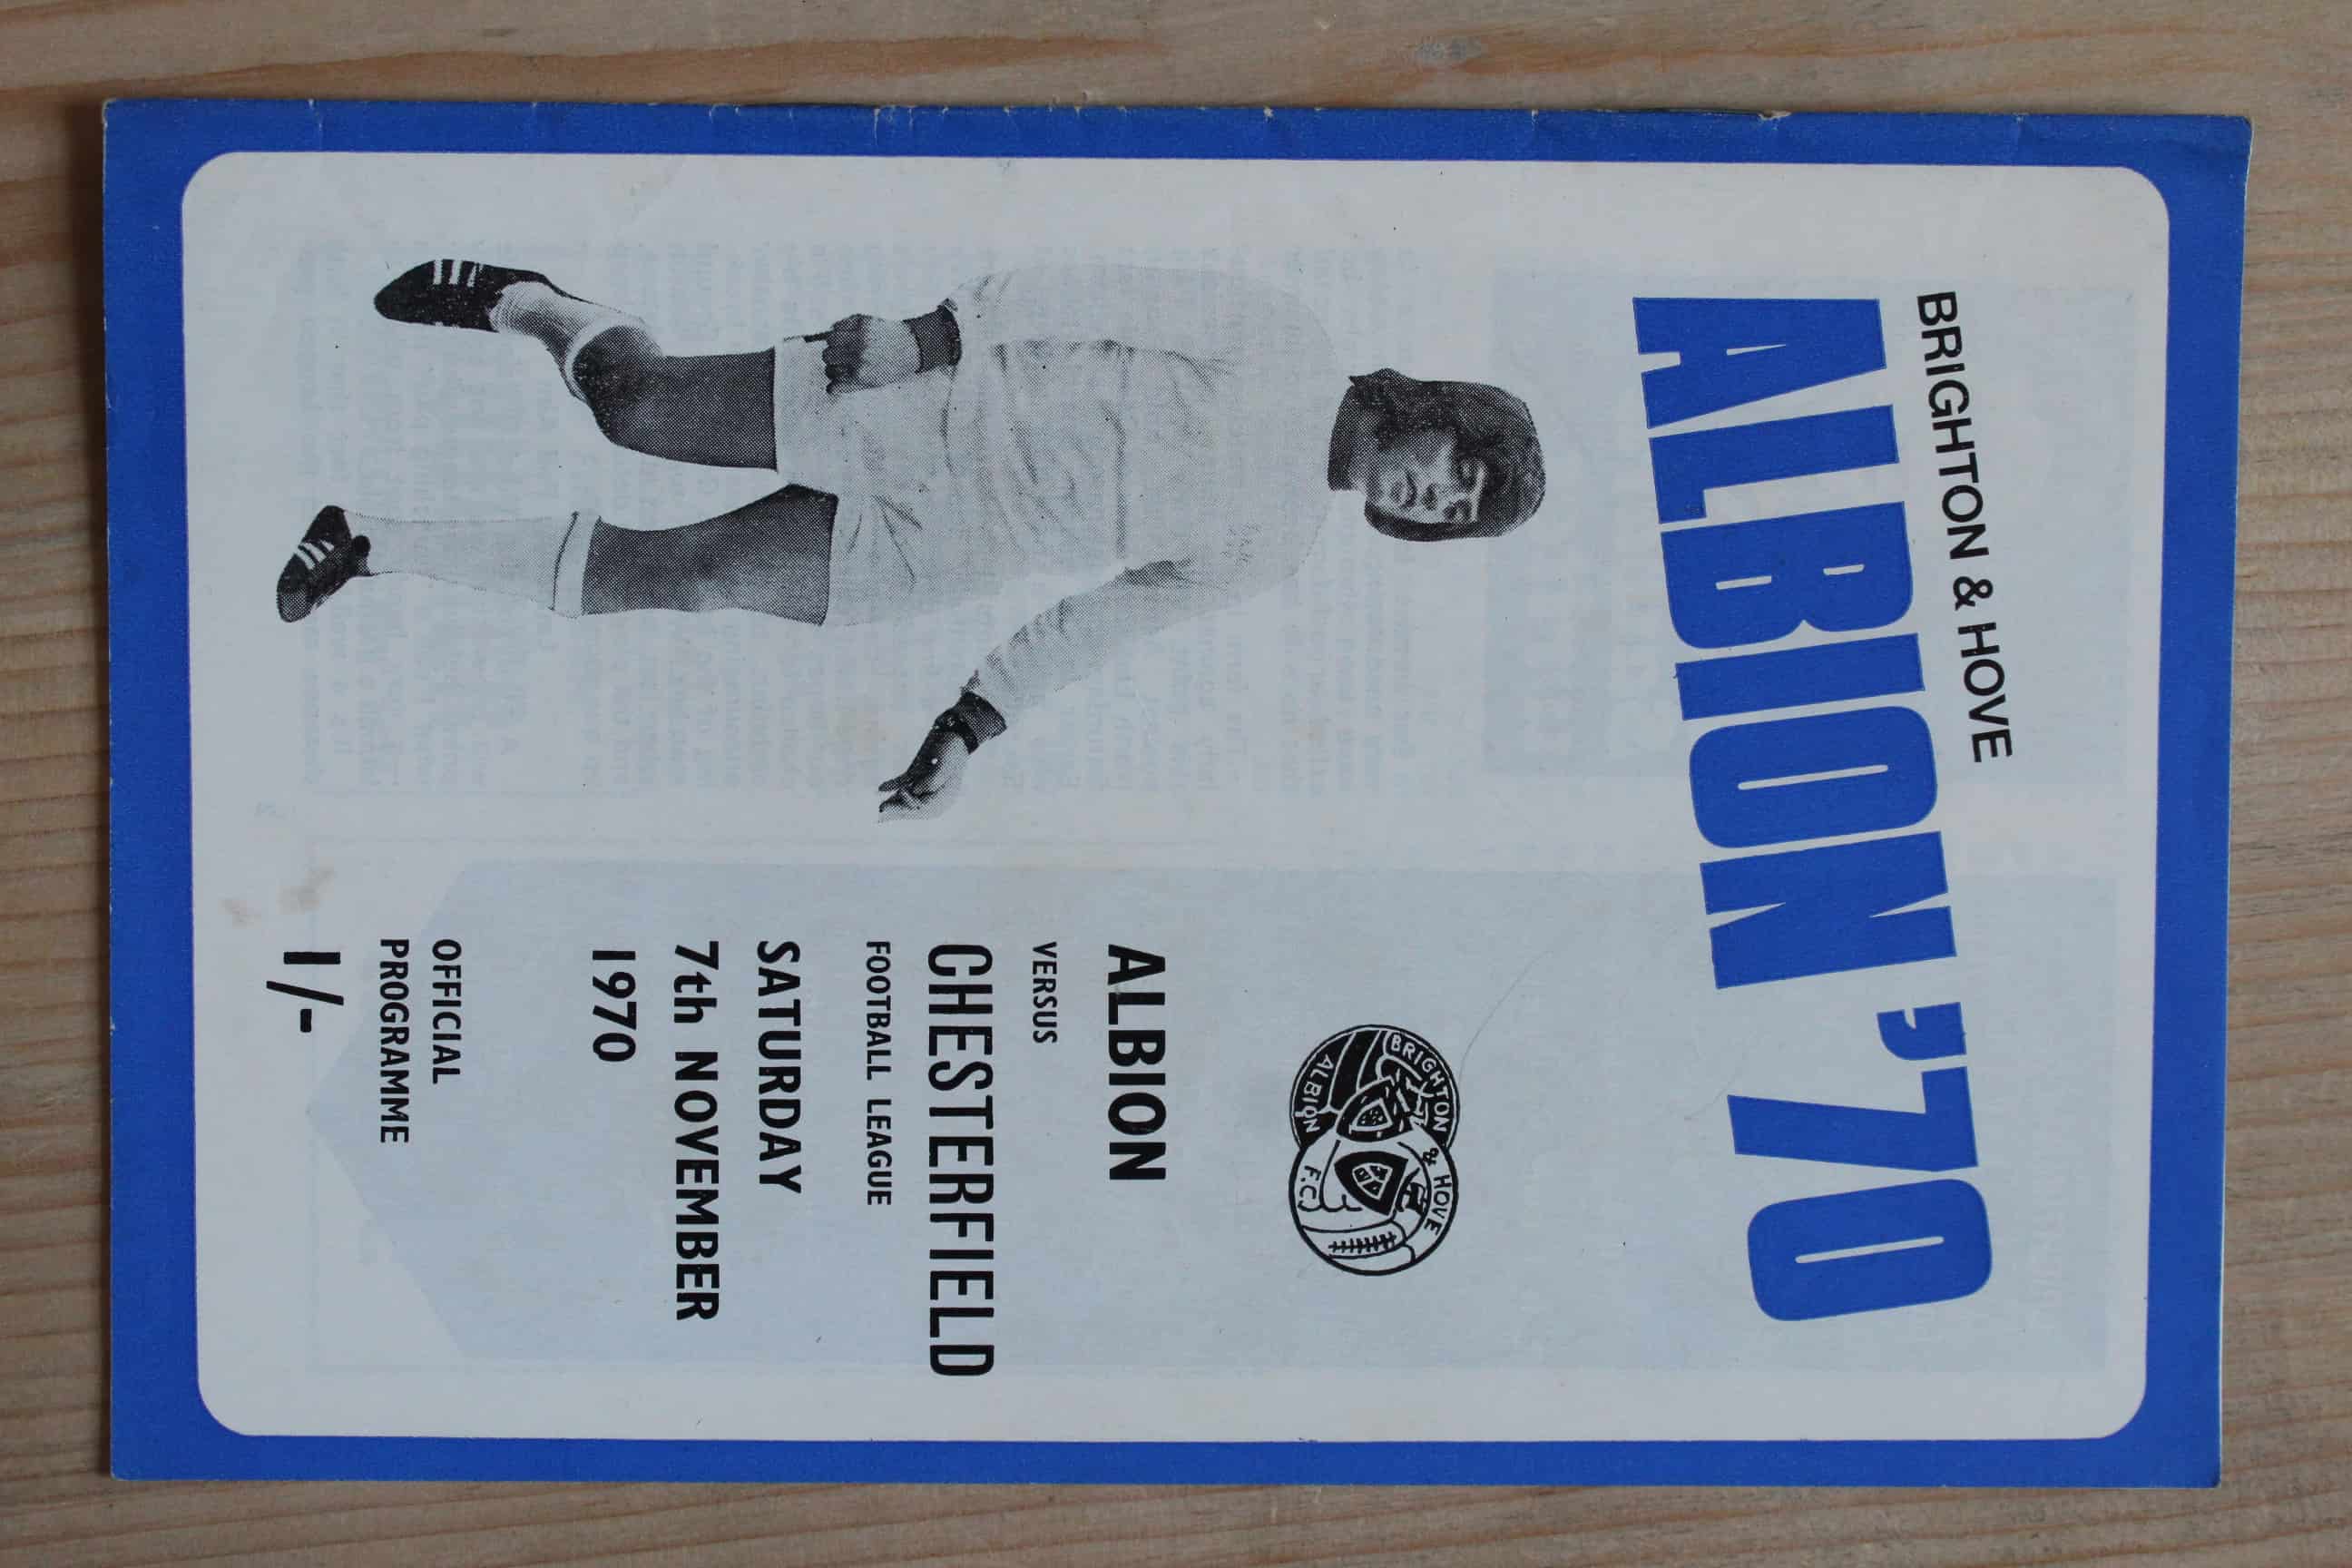 BRIGHTON & HOVE
ALBION '70
BRIGHTON & HOVE
ALBION F.C.
ALBION
VERSUS
CHESTERFIELD
FOOTBALL LEAGUE
SATURDAY
7th NOVEMBER
1970
OFFICIAL
PROGRAMME
1/-